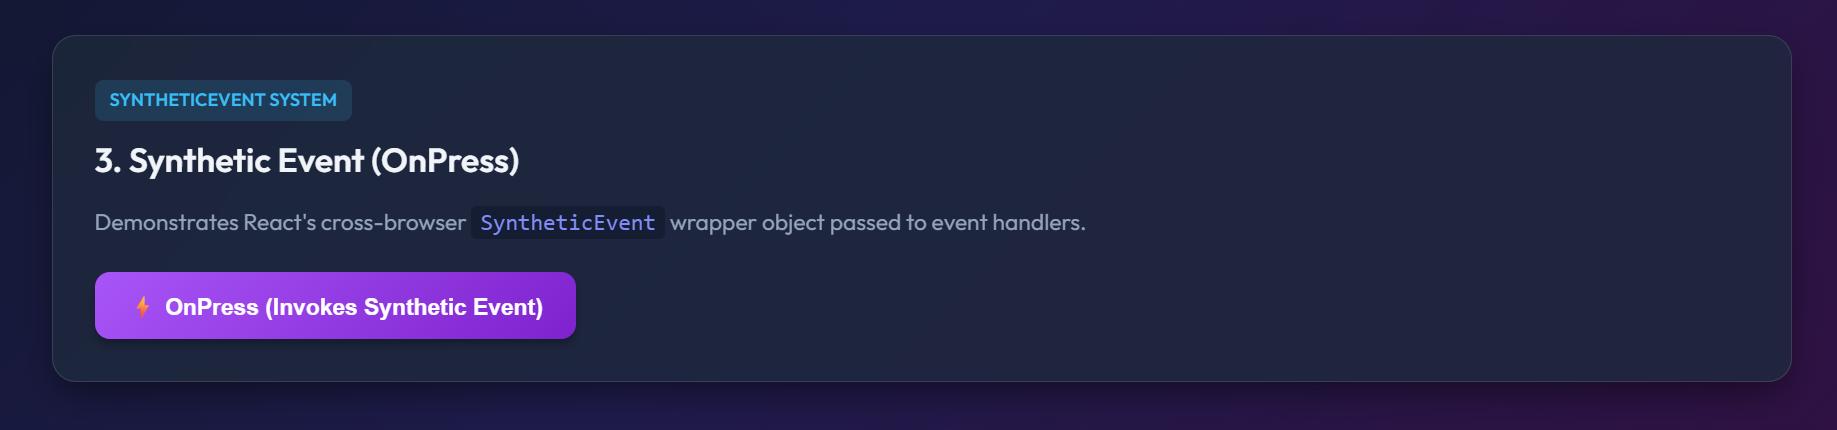 SYNTHETICEVENT SYSTEM
3. Synthetic Event (OnPress)
Demonstrates React's cross-browser SyntheticEvent wrapper object passed to event handlers.
⚡ OnPress (Invokes Synthetic Event)